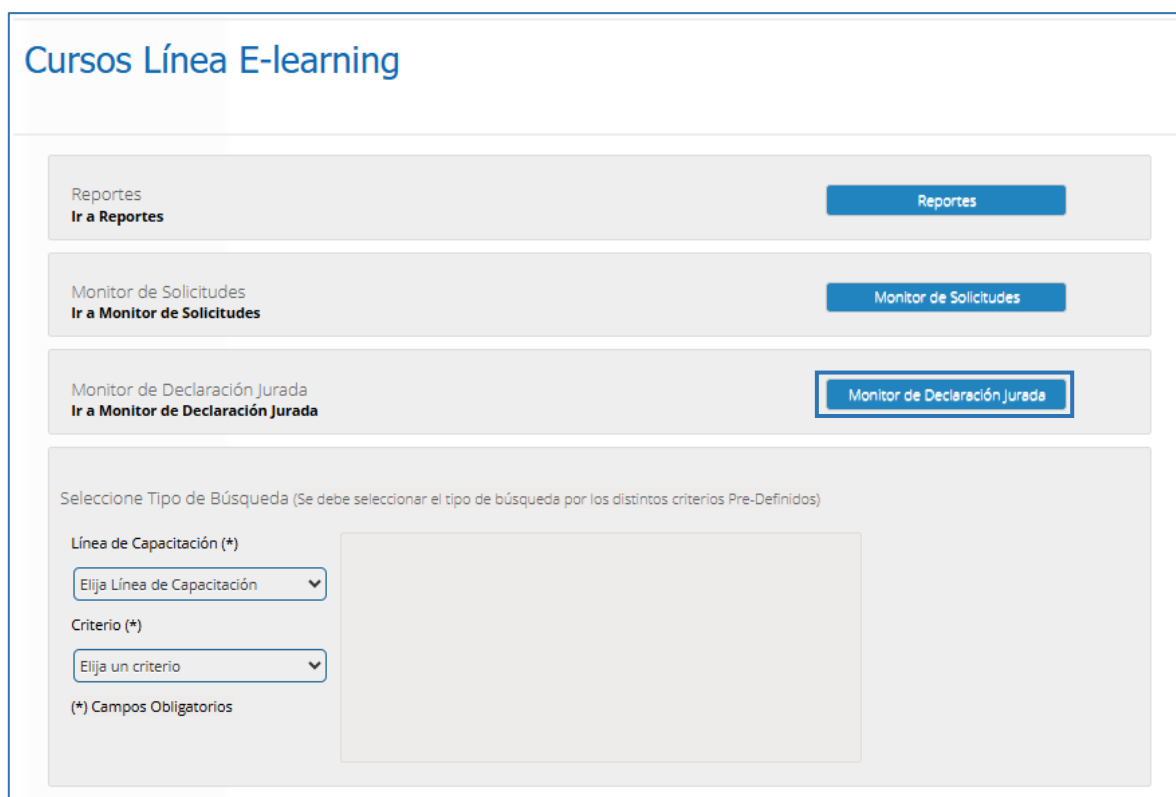 Cursos Línea E-learning
Reportes
Ir a Reportes
Reportes
Monitor de Solicitudes
Ir a Monitor de Solicitudes
Monitor de Solicitudes
Monitor de Declaración Jurada
Ir a Monitor de Declaración Jurada
Monitor de Declaración Jurada
Seleccione Tipo de Búsqueda (Se debe seleccionar el tipo de búsqueda por los distintos criterios Pre-Definidos)
Línea de Capacitación (*)
Elija Línea de Capacitación
Criterio (*)
Elija un criterio
(*) Campos Obligatorios